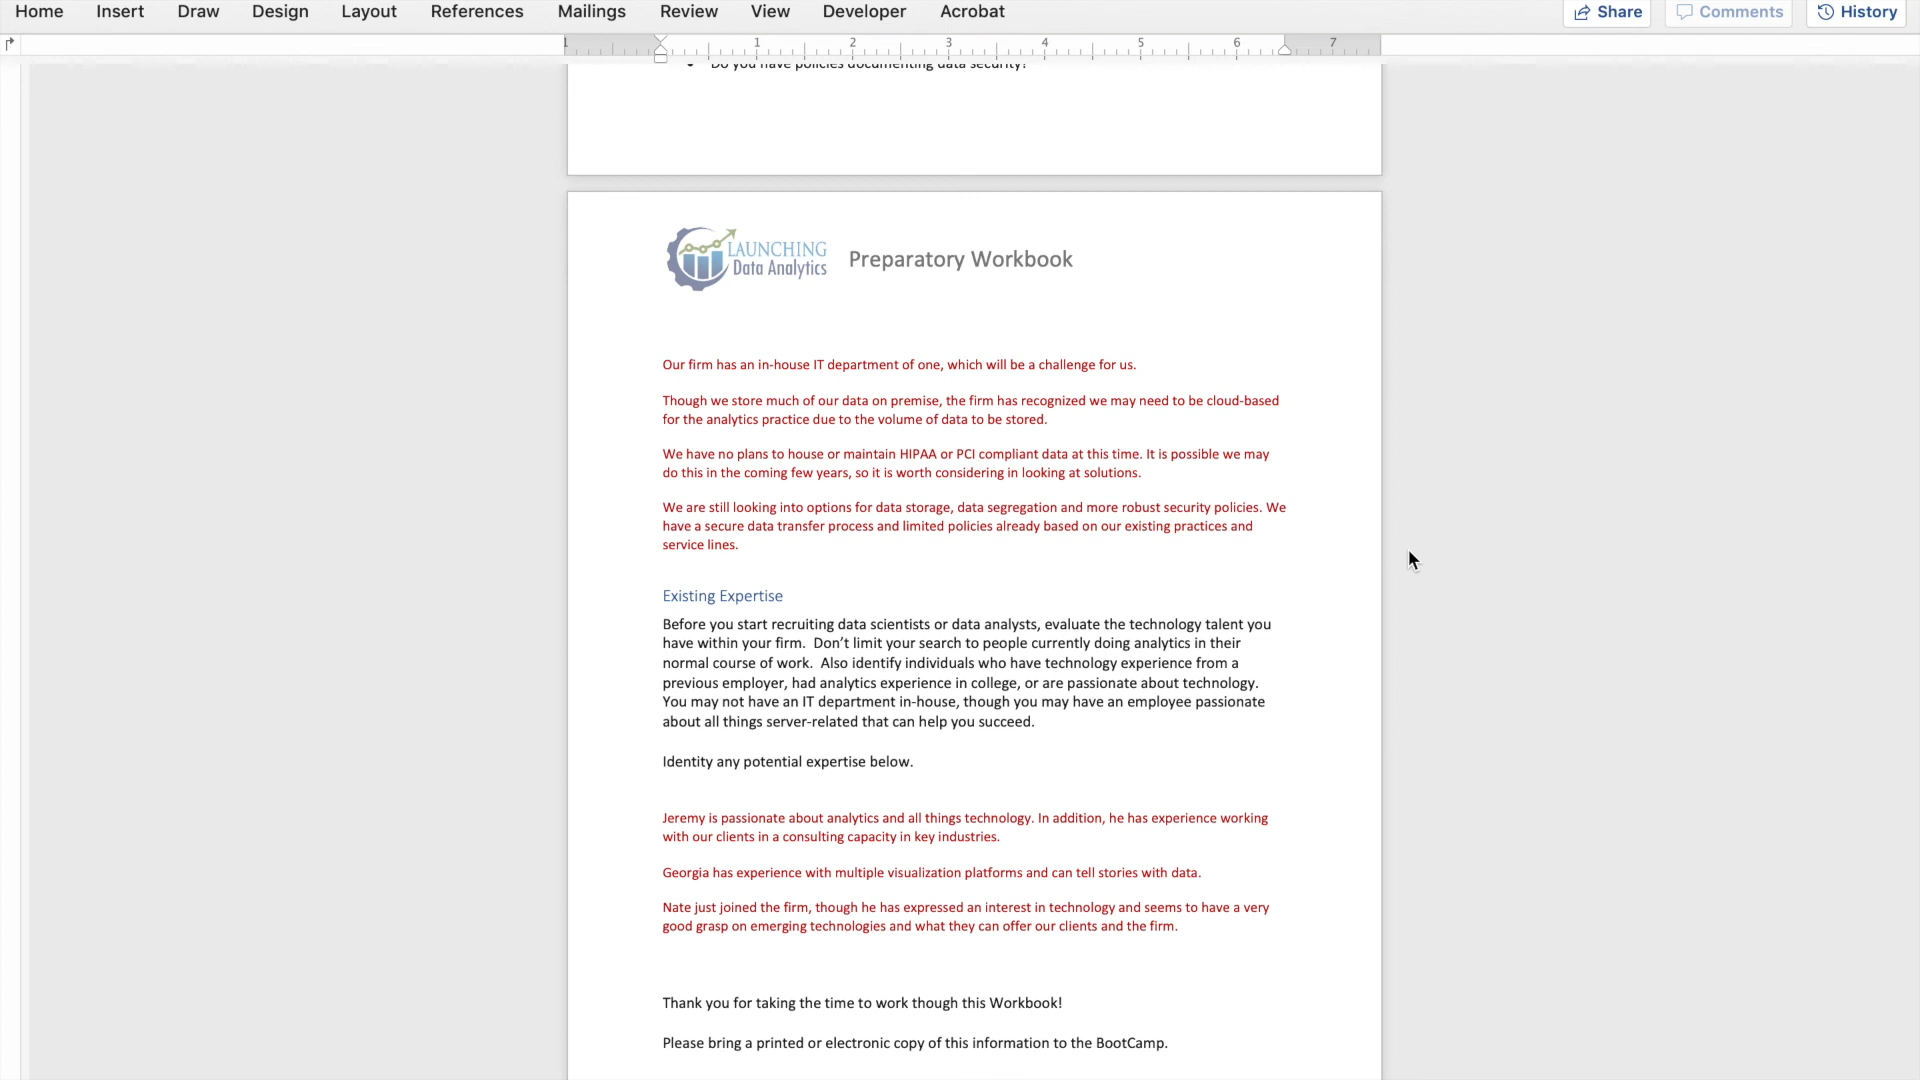 Home Insert Draw Design Layout References Mailings Review View Developer Acrobat Share Comments History
1 1 2 3 4 5 6 7
• Do you have policies documenting data security?
LAUNCHING
Data Analytics
Preparatory Workbook
Our firm has an in-house IT department of one, which will be a challenge for us.
Though we store much of our data on premise, the firm has recognized we may need to be cloud-based
for the analytics practice due to the volume of data to be stored.
We have no plans to house or maintain HIPAA or PCI compliant data at this time. It is possible we may
do this in the coming few years, so it is worth considering in looking at solutions.
We are still looking into options for data storage, data segregation and more robust security policies. We
have a secure data transfer process and limited policies already based on our existing practices and
service lines.
Existing Expertise
Before you start recruiting data scientists or data analysts, evaluate the technology talent you
have within your firm.  Don’t limit your search to people currently doing analytics in their
normal course of work.  Also identify individuals who have technology experience from a
previous employer, had analytics experience in college, or are passionate about technology.
You may not have an IT department in-house, though you may have an employee passionate
about all things server-related that can help you succeed.
Identity any potential expertise below.
Jeremy is passionate about analytics and all things technology. In addition, he has experience working
with our clients in a consulting capacity in key industries.
Georgia has experience with multiple visualization platforms and can tell stories with data.
Nate just joined the firm, though he has expressed an interest in technology and seems to have a very
good grasp on emerging technologies and what they can offer our clients and the firm.
Thank you for taking the time to work though this Workbook!
Please bring a printed or electronic copy of this information to the BootCamp.